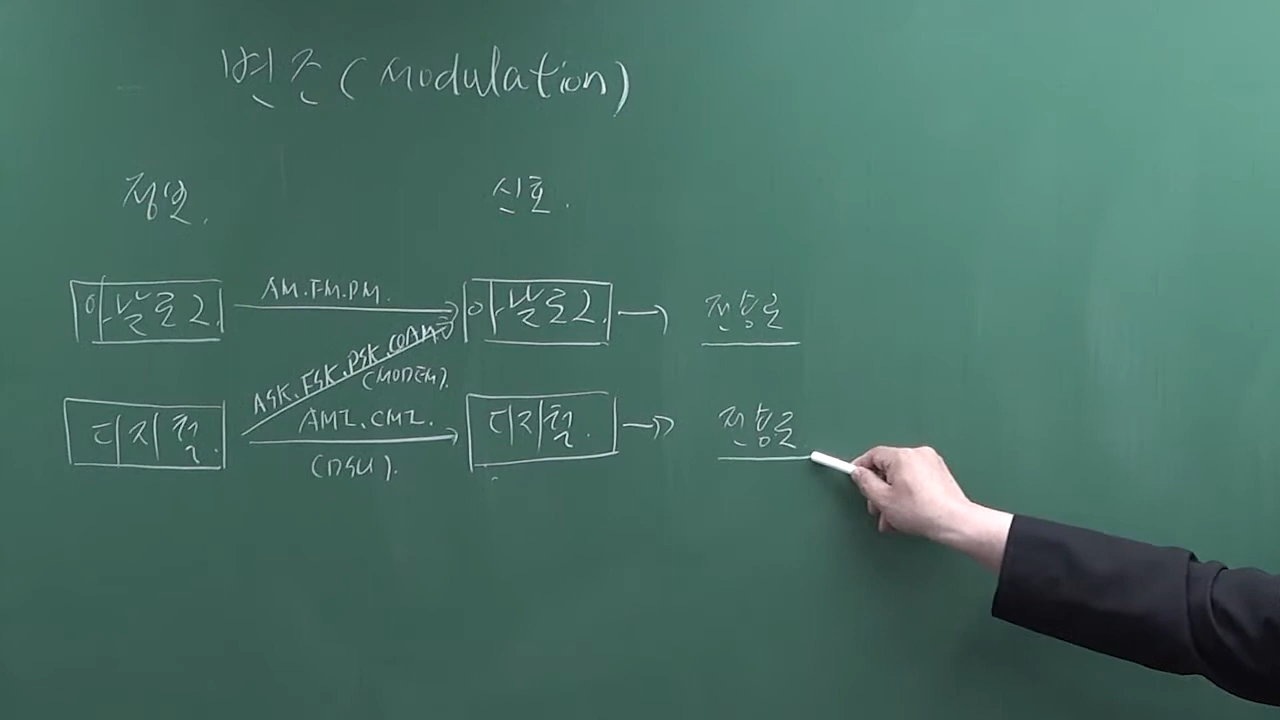 변조(Modulation)
정보. 신호.
아날로그. AM.FM.PM. 아날로그. → 전송로
ASK.FSK.PSK.QAM
(MODEM).
디지털. AMI.CMI. 디지털. → 전송로
(DSU).